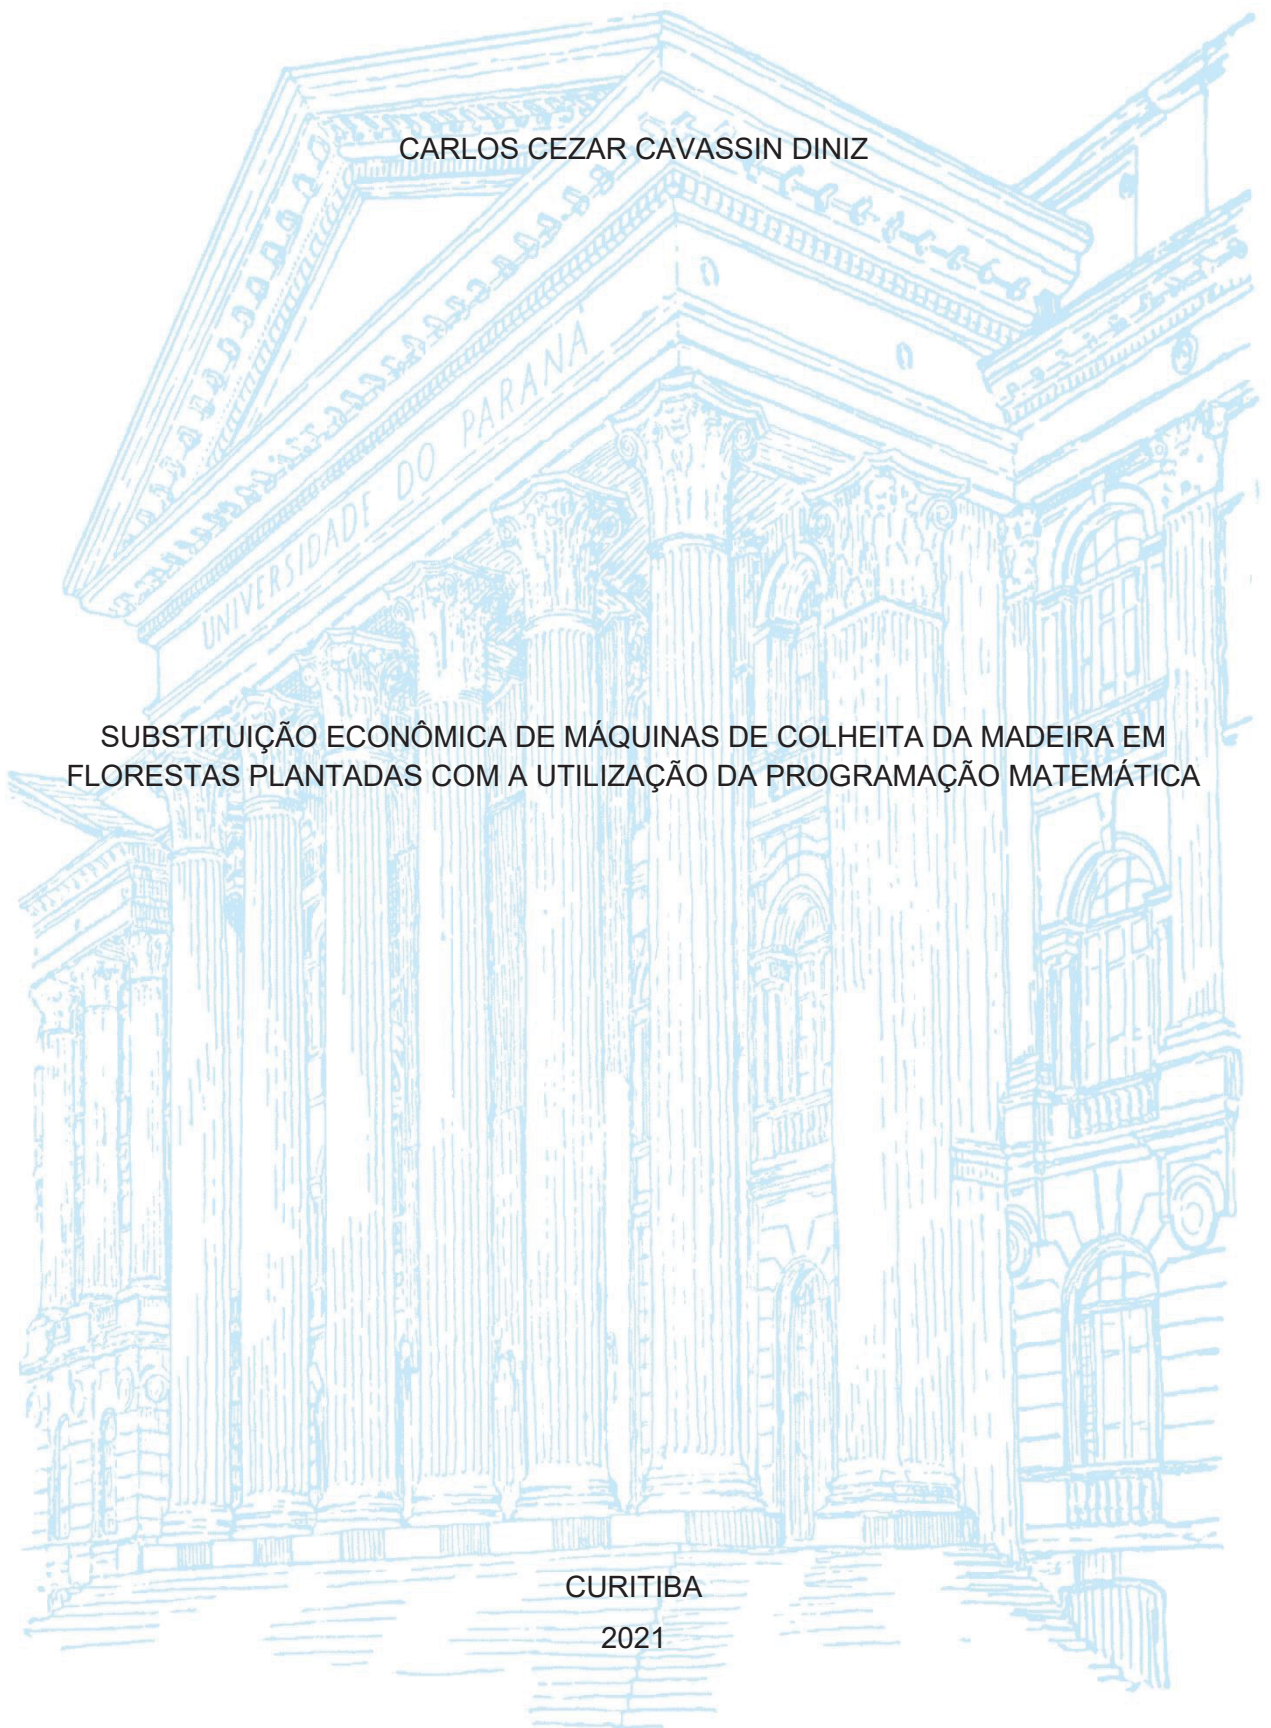 CARLOS CEZAR CAVASSIN DINIZ
UNIVERSIDADE DO PARANÁ
SUBSTITUIÇÃO ECONÔMICA DE MÁQUINAS DE COLHEITA DA MADEIRA EM
FLORESTAS PLANTADAS COM A UTILIZAÇÃO DA PROGRAMAÇÃO MATEMÁTICA
CURITIBA
2021